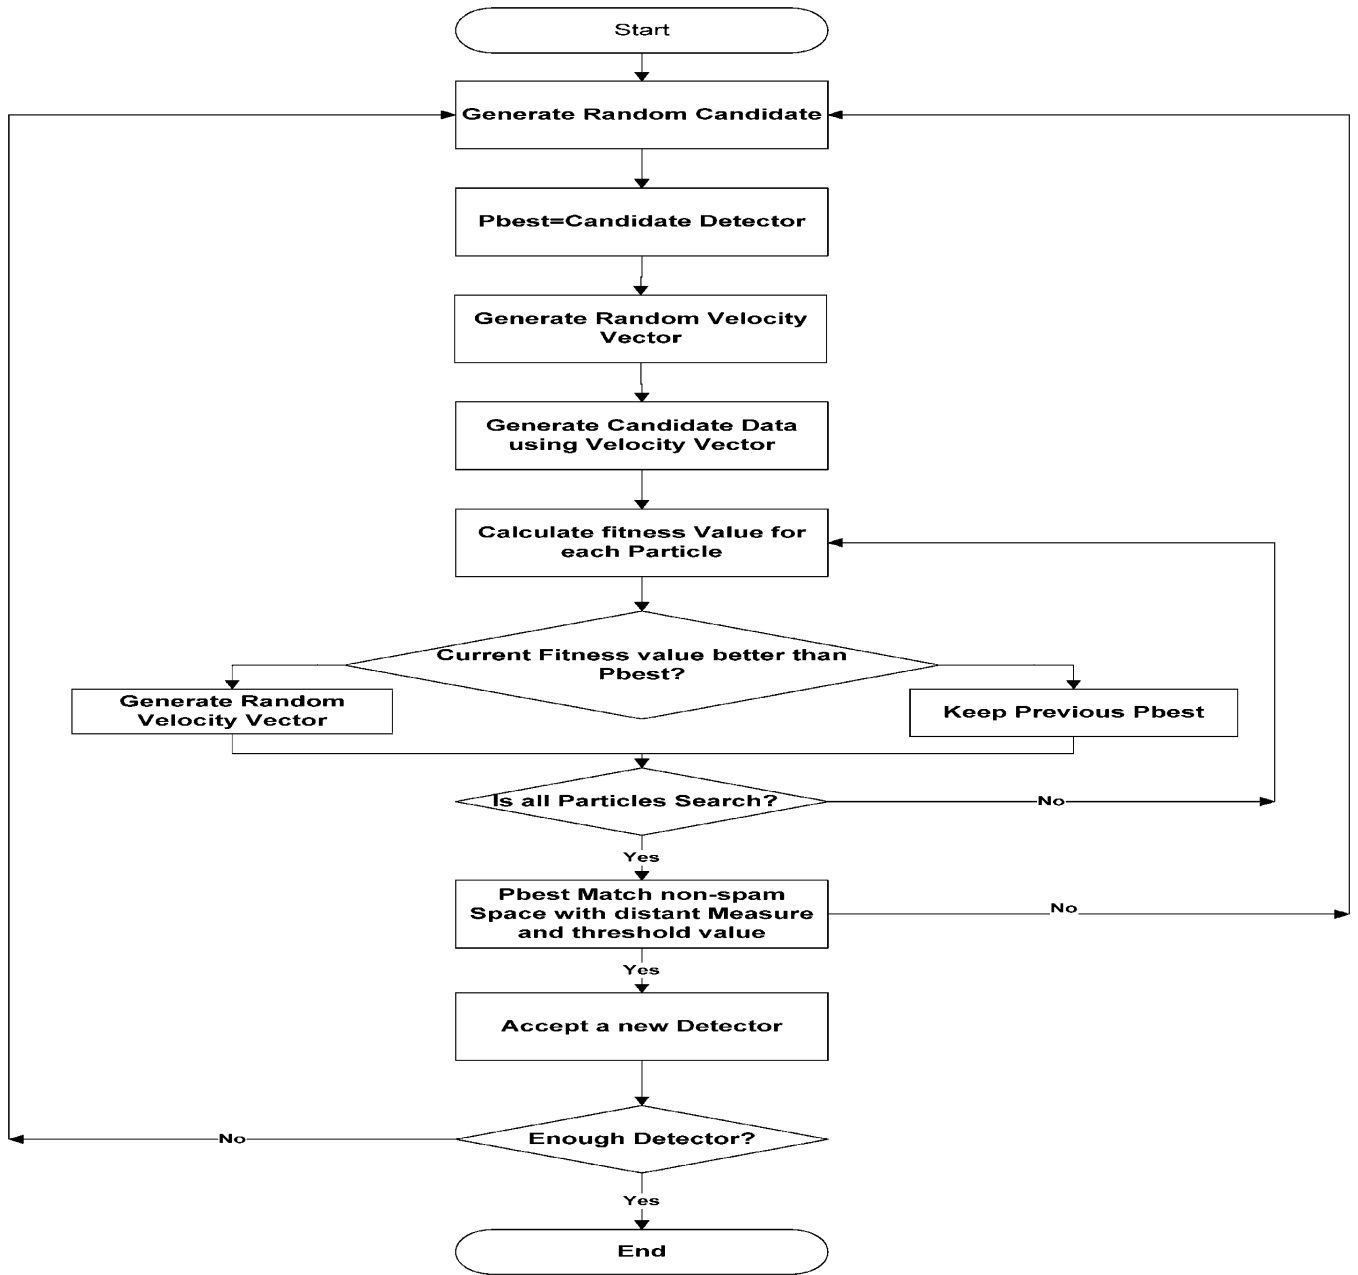 Start
Generate Random Candidate
Pbest=Candidate Detector
Generate Random Velocity
Vector
Generate Candidate Data
using Velocity Vector
Calculate fitness Value for
each Particle
Current Fitness value better than
Pbest?
Generate Random
Velocity Vector
Keep Previous Pbest
Is all Particles Search?
No
Yes
Pbest Match non-spam
Space with distant Measure
and threshold value
No
Yes
Accept a new Detector
Enough Detector?
No
Yes
End